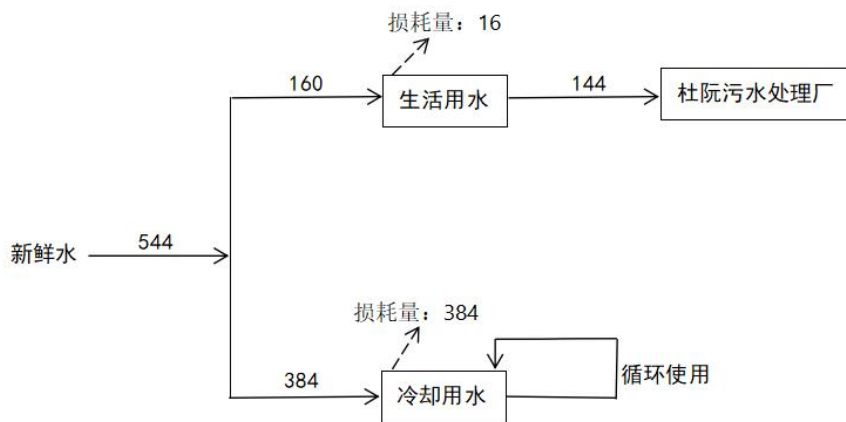 损耗量：16
160
生活用水
144
杜阮污水处理厂
新鲜水
544
损耗量：384
384
冷却用水
循环使用